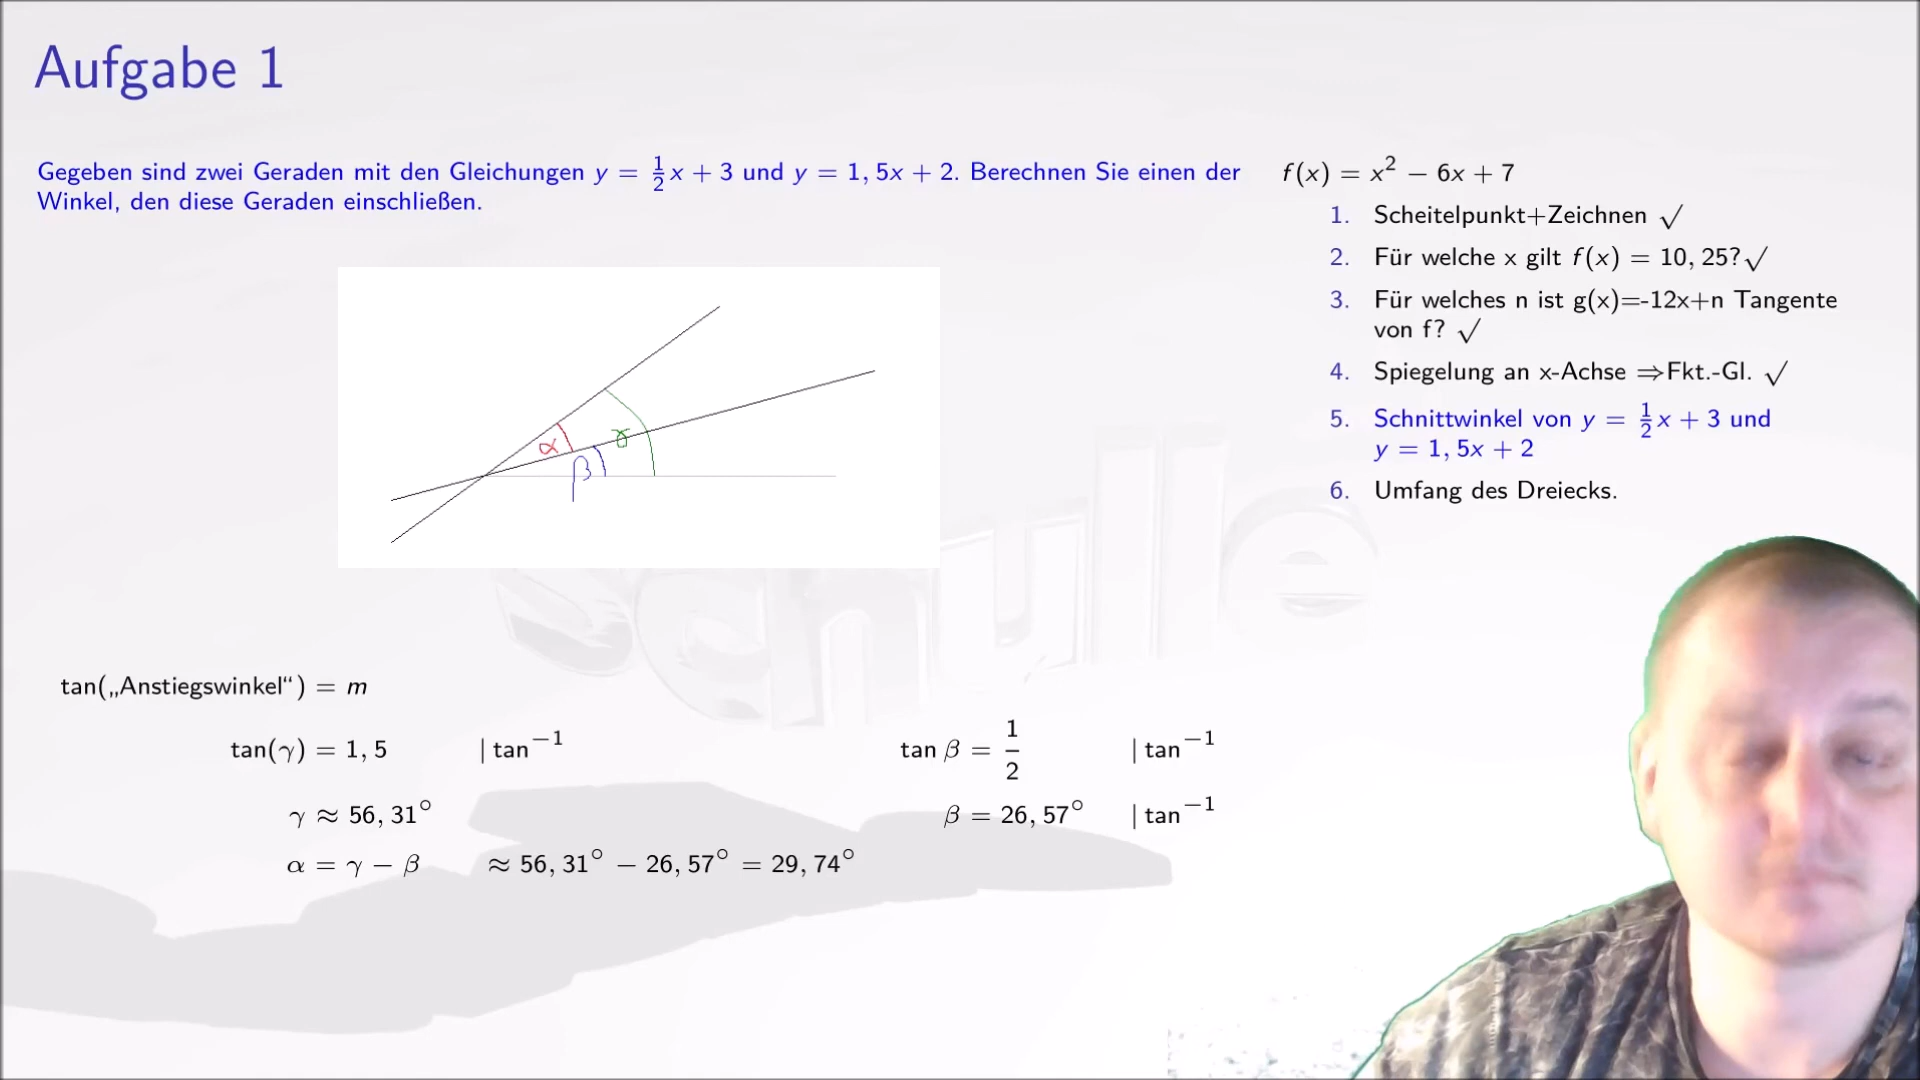 Aufgabe 1
Gegeben sind zwei Geraden mit den Gleichungen y = 1/2 x + 3 und y = 1, 5x + 2. Berechnen Sie einen der
Winkel, den diese Geraden einschließen.
α
β
γ
tan(„Anstiegswinkel“) = m
tan(γ) = 1, 5 | tan⁻¹
γ ≈ 56, 31°
α = γ − β ≈ 56, 31° − 26, 57° = 29, 74°
tan β = 1/2 | tan⁻¹
β = 26, 57° | tan⁻¹
f(x) = x² − 6x + 7
1. Scheitelpunkt+Zeichnen √
2. Für welche x gilt f(x) = 10, 25?√
3. Für welches n ist g(x)=-12x+n Tangente
von f? √
4. Spiegelung an x-Achse ⇒Fkt.-Gl. √
5. Schnittwinkel von y = 1/2 x + 3 und
y = 1, 5x + 2
6. Umfang des Dreiecks.